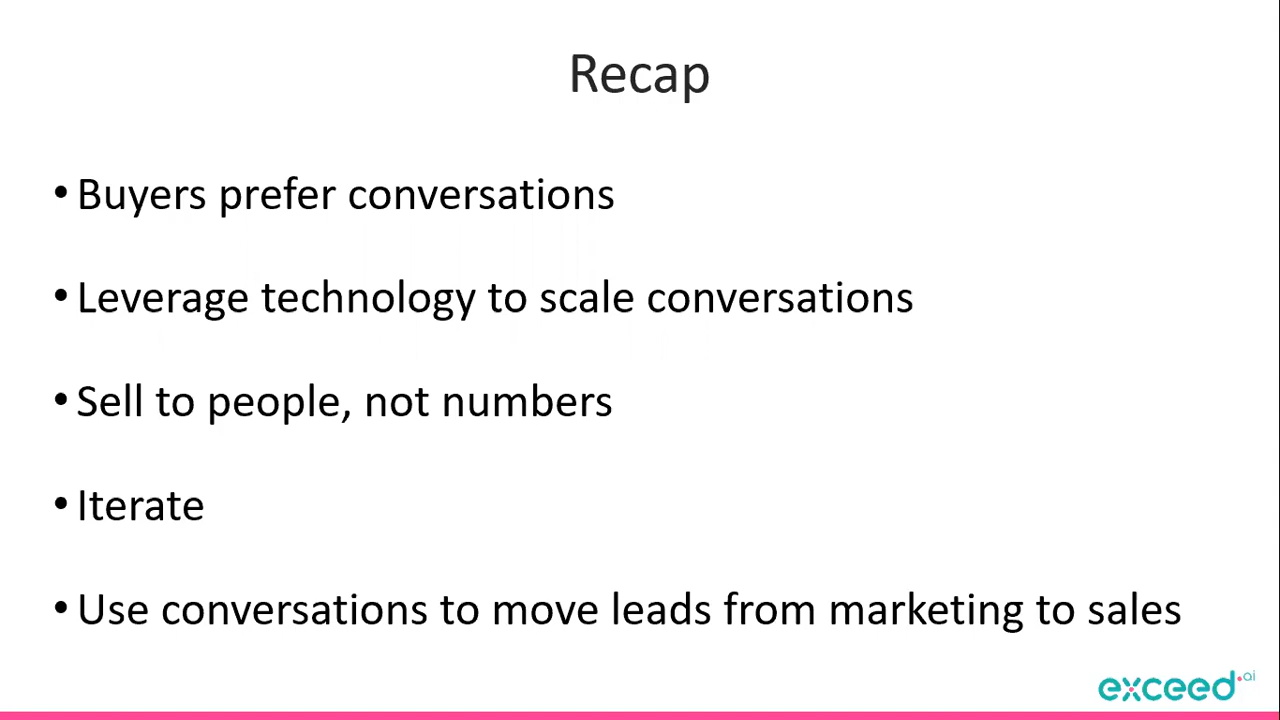 Recap
• Buyers prefer conversations
• Leverage technology to scale conversations
• Sell to people, not numbers
• Iterate
• Use conversations to move leads from marketing to sales
exceed.ai